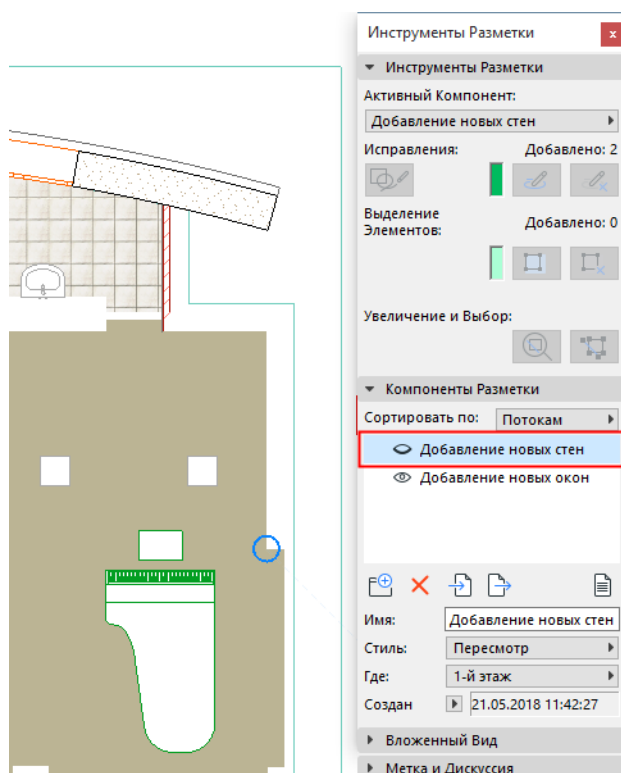 Инструменты Разметки
x
Инструменты Разметки
Активный Компонент:
Добавление новых стен
Исправления: Добавлено: 2
Выделение Элементов: Добавлено: 0
Увеличение и Выбор:
Компоненты Разметки
Сортировать по: Потокам
Добавление новых стен
Добавление новых окон
Имя: Добавление новых стен
Стиль: Пересмотр
Где: 1-й этаж
Создан 21.05.2018 11:42:27
Вложенный Вид
Метка и Дискуссия